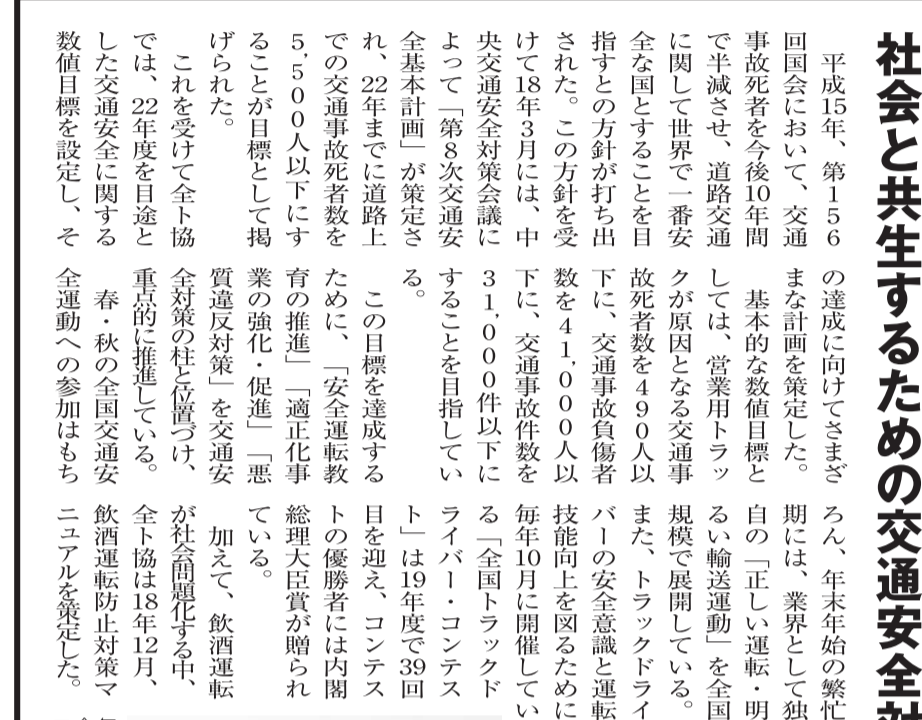 社会と共生するための交通安全
平成15年、第156
回国会において、交通
事故死者を今後10年間
で半減させ、道路交通
に関して世界で一番安
全な国とすることを目
指すとの方針が打ち出
された。この方針を受
けて18年3月には、中
央交通安全対策会議に
よって「第8次交通安
全基本計画」が策定さ
れ、22年までに道路上
での交通事故死者数を
5,500人以下にす
ることが目標として掲
げられた。
これを受けて全ト協
では、22年度を目途と
した交通安全に関する
数値目標を設定し、そ
の達成に向けてさまざ
まな計画を策定した。
基本的な数値目標と
しては、営業用トラッ
クが原因となる交通事
故死者数を490人以
下に、交通事故負傷者
数を41,000人以
下に、交通事故件数を
31,000件以下に
することを目指してい
る。
この目標を達成する
ために、「安全運転教
育の推進」「適正化事
業の強化・促進」「悪
質違反対策」を交通安
全対策の柱と位置づけ、
重点的に推進している。
春・秋の全国交通安
全運動への参加はもち
ろん、年末年始の繁忙
期には、業界として独
自の「正しい運転・明
るい輸送運動」を全国
規模で展開している。
また、トラックドライ
バーの安全意識と運転
技能向上を図るために
毎年10月に開催してい
る「全国トラックド
ライバー・コンテス
ト」は19年度で39回
目を迎え、コンテス
トの優勝者には内閣
総理大臣賞が贈られ
ている。
加えて、飲酒運転
が社会問題化する中、
全ト協は18年12月、
飲酒運転防止対策マ
ニュアルを策定した。